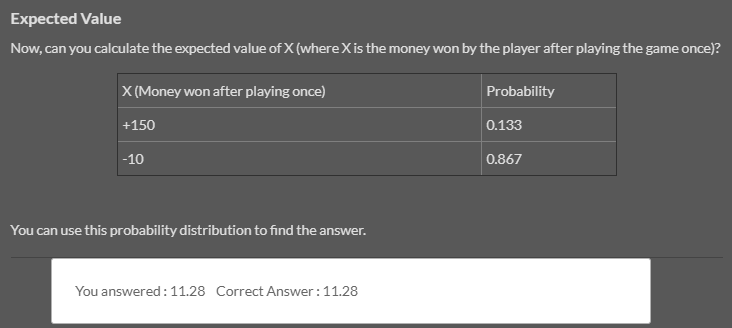 Expected Value
Now, can you calculate the expected value of X (where X is the money won by the player after playing the game once)?
X (Money won after playing once) Probability
+150 0.133
-10 0.867
You can use this probability distribution to find the answer.
You answered : 11.28 Correct Answer : 11.28